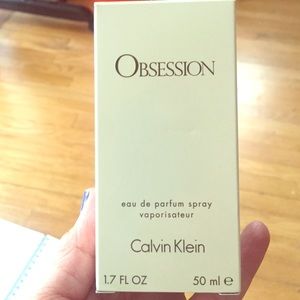 OBSESSION
eau de parfum spray
vaporisateur
Calvin Klein
1.7 FL OZ 50 ml e